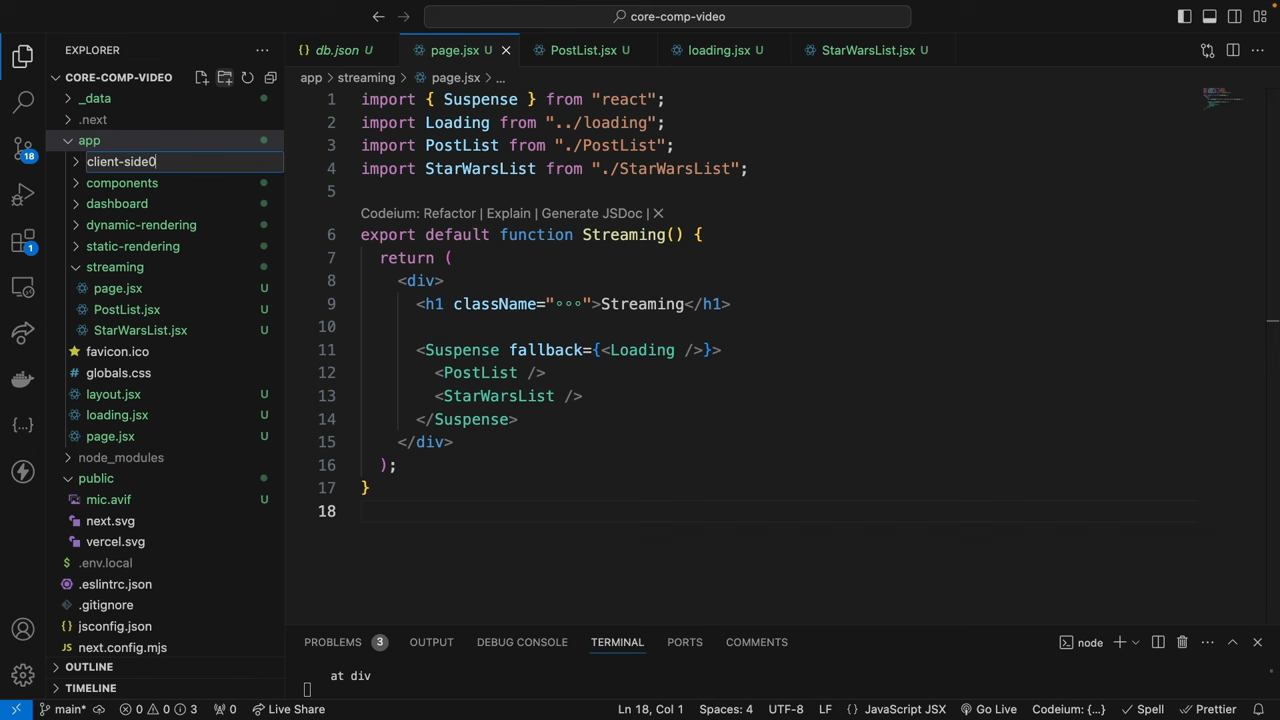 core-comp-video
EXPLORER
CORE-COMP-VIDEO
_data
.next
app
client-side0
components
dashboard
dynamic-rendering
static-rendering
streaming
page.jsx U
PostList.jsx U
StarWarsList.jsx U
favicon.ico
# globals.css
layout.jsx U
loading.jsx U
page.jsx U
node_modules
public
mic.avif U
next.svg
vercel.svg
$ .env.local
.eslintrc.json
.gitignore
{} jsconfig.json
next.config.mjs
OUTLINE
TIMELINE
18
1
{} db.json U
page.jsx U
PostList.jsx U
loading.jsx U
StarWarsList.jsx U
app > streaming > page.jsx > ...
1 import { Suspense } from "react";
2 import Loading from "../loading";
3 import PostList from "./PostList";
4 import StarWarsList from "./StarWarsList";
5
Codeium: Refactor | Explain | Generate JSDoc | X
6 export default function Streaming() {
7 return (
8 <div>
9 <h1 className="∘∘∘">Streaming</h1>
10
11 <Suspense fallback={<Loading />}>
12 <PostList />
13 <StarWarsList />
14 </Suspense>
15 </div>
16 );
17 }
18
PROBLEMS 3 OUTPUT DEBUG CONSOLE TERMINAL PORTS COMMENTS
node
at div
main* 0 0 3 0 Live Share
Ln 18, Col 1 Spaces: 4 UTF-8 LF {} JavaScript JSX Go Live Codeium: {...} Spell Prettier